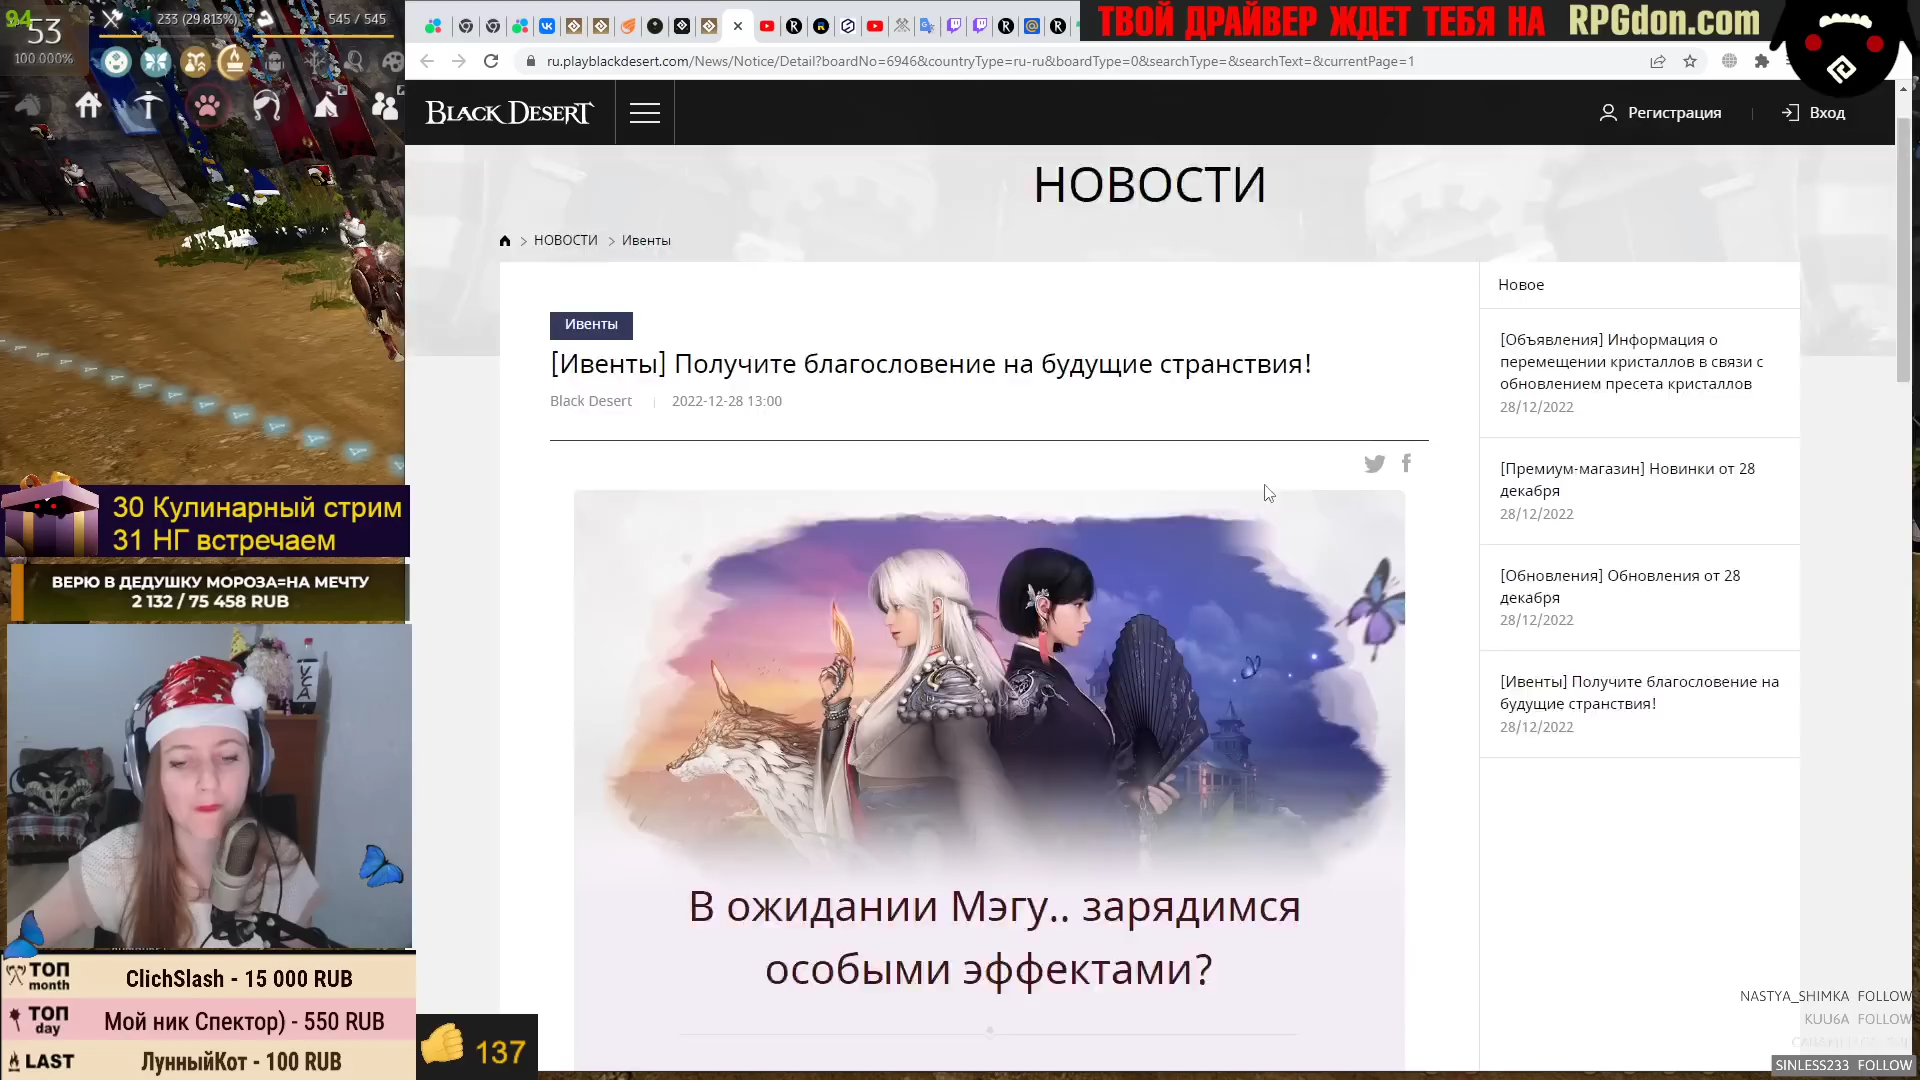 94
53
100.000%
233 (29.813%)
545 / 545
ТВОЙ ДРАЙВЕР ЖДЕТ ТЕБЯ НА RPGdon.com
ru.playblackdesert.com/News/Notice/Detail?boardNo=6946&countryType=ru-ru&boardType=0&searchType=&searchText=&currentPage=1
BLACK DESERT
Регистрация
Вход
НОВОСТИ
НОВОСТИ > Ивенты
Ивенты
[Ивенты] Получите благословение на будущие странствия!
Black Desert
2022-12-28 13:00
В ожидании Мэгу.. зарядимся
особыми эффектами?
Новое
[Объявления] Информация о
перемещении кристаллов в связи с
обновлением пресета кристаллов
28/12/2022
[Премиум-магазин] Новинки от 28
декабря
28/12/2022
[Обновления] Обновления от 28
декабря
28/12/2022
[Ивенты] Получите благословение на
будущие странствия!
28/12/2022
30 Кулинарный стрим
31 НГ встречаем
ВЕРЮ В ДЕДУШКУ МОРОЗА=НА МЕЧТУ
2 132 / 75 458 RUB
ТОП month ClichSlash - 15 000 RUB
ТОП day Мой ник Спектор) - 550 RUB
LAST ЛунныйКот - 100 RUB
137
NASTYA_SHIMKA FOLLOW
KUU6A FOLLOW
SINLESS233 FOLLOW